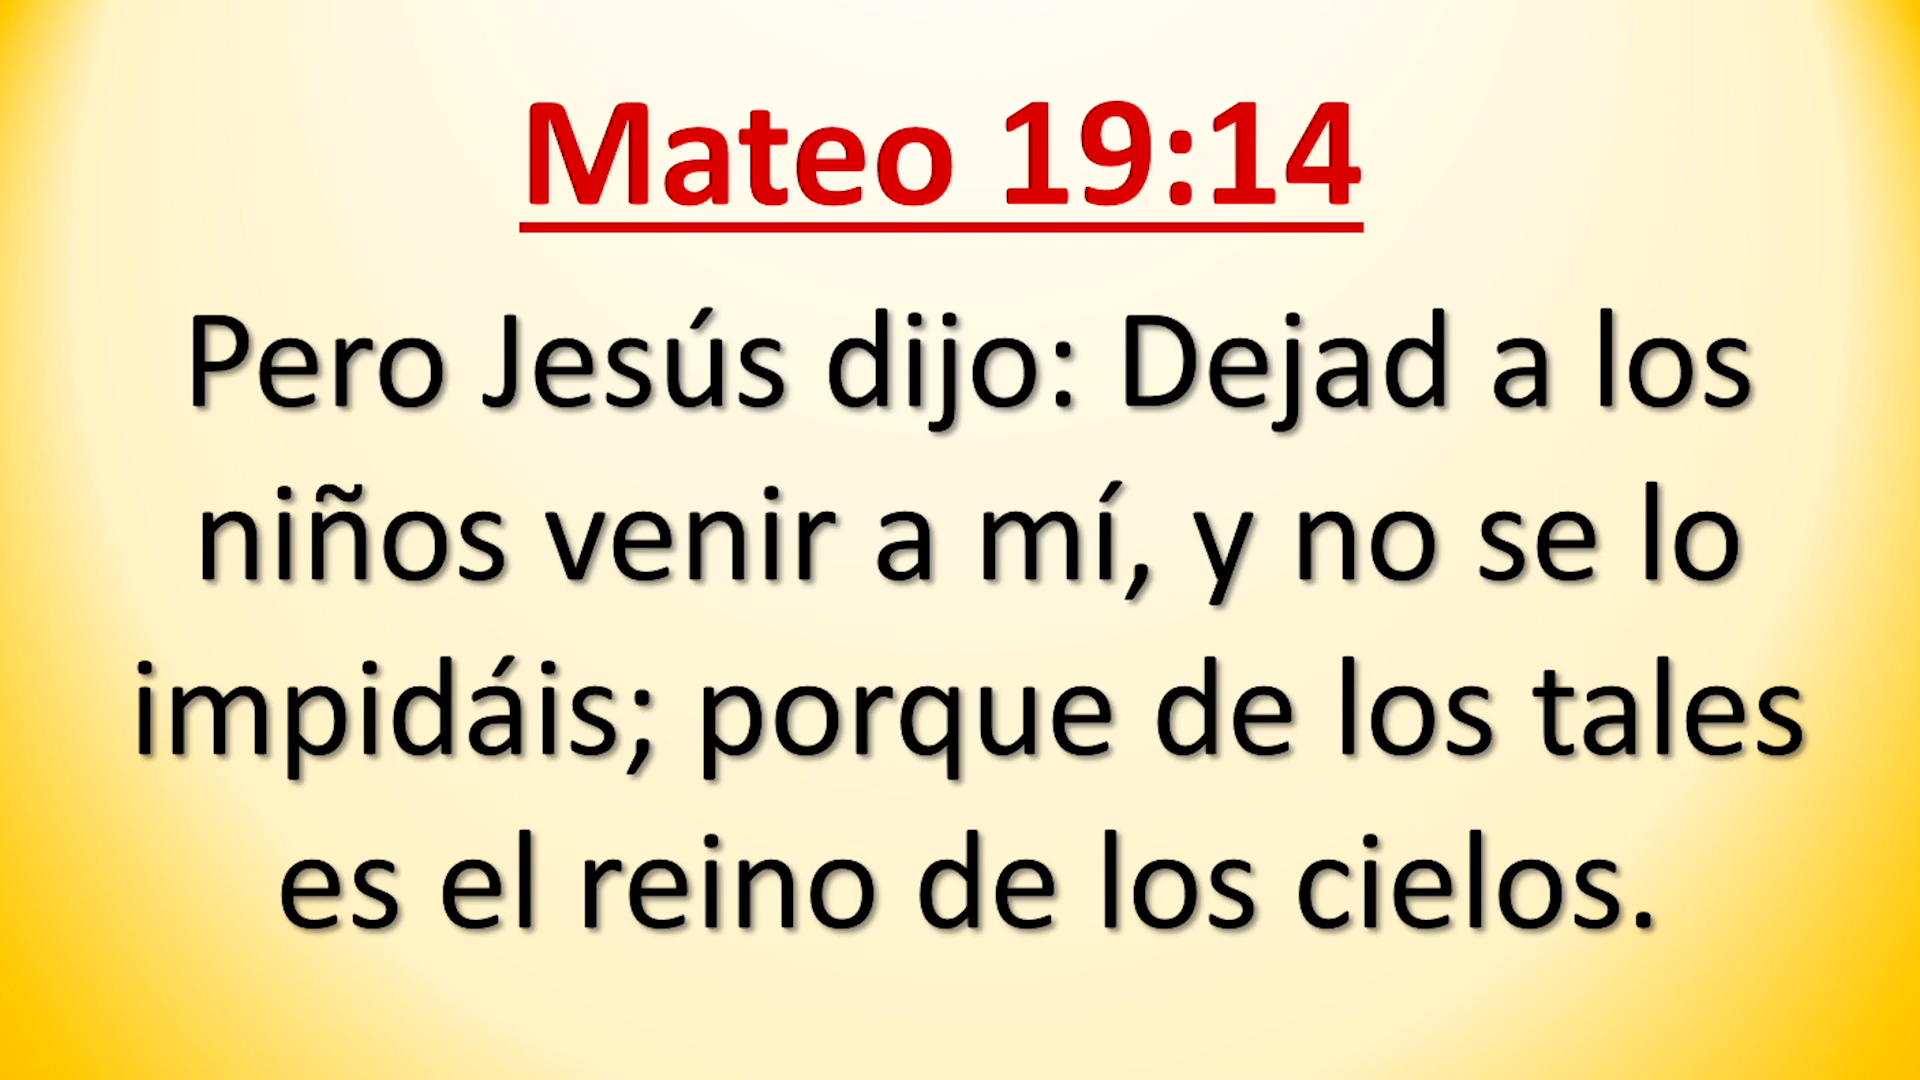 Mateo 19:14
Pero Jesús dijo: Dejad a los
niños venir a mí, y no se lo
impidáis; porque de los tales
es el reino de los cielos.